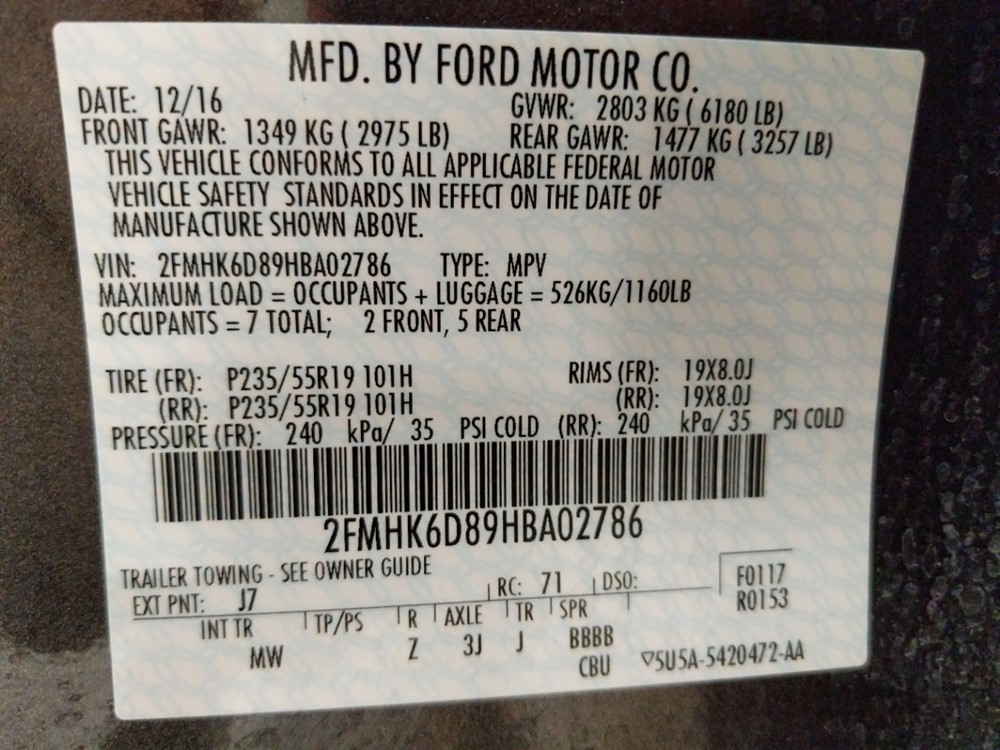 MFD. BY FORD MOTOR CO.
DATE: 12/16 GVWR: 2803 KG ( 6180 LB)
FRONT GAWR: 1349 KG ( 2975 LB) REAR GAWR: 1477 KG ( 3257 LB)
THIS VEHICLE CONFORMS TO ALL APPLICABLE FEDERAL MOTOR
VEHICLE SAFETY STANDARDS IN EFFECT ON THE DATE OF
MANUFACTURE SHOWN ABOVE.
VIN: 2FMHK6D89HBA02786 TYPE: MPV
MAXIMUM LOAD = OCCUPANTS + LUGGAGE = 526KG/1160LB
OCCUPANTS = 7 TOTAL; 2 FRONT, 5 REAR
TIRE (FR): P235/55R19 101H RIMS (FR): 19X8.0J
(RR): P235/55R19 101H (RR): 19X8.0J
PRESSURE (FR): 240 kPa/ 35 PSI COLD (RR): 240 kPa/ 35 PSI COLD
2FMHK6D89HBA02786
TRAILER TOWING - SEE OWNER GUIDE
EXT PNT: J7 RC: 71 DSO: F0117
R0153
INT TR TP/PS R AXLE TR SPR
MW Z 3J J BBBB
CBU ▽5U5A-5420472-AA